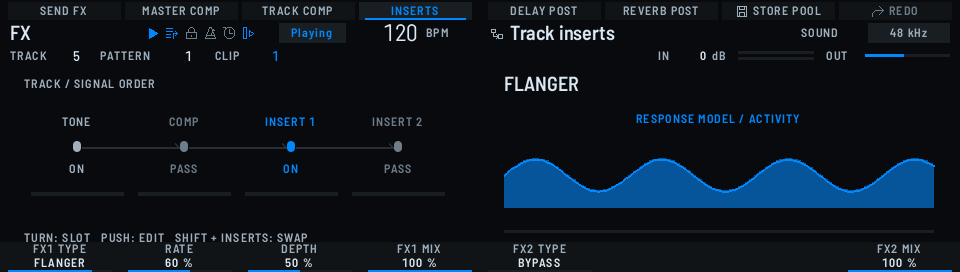 SEND FX MASTER COMP TRACK COMP INSERTS DELAY POST REVERB POST STORE POOL REDO
FX Playing 120 BPM Track inserts SOUND 48 kHz
TRACK 5 PATTERN 1 CLIP 1 IN 0 dB OUT
TRACK / SIGNAL ORDER
FLANGER
TONE COMP INSERT 1 INSERT 2
RESPONSE MODEL / ACTIVITY
ON PASS ON PASS
TURN: SLOT PUSH: EDIT SHIFT + INSERTS: SWAP
FX1 TYPE RATE DEPTH FX1 MIX FX2 TYPE FX2 MIX
FLANGER 60 % 50 % 100 % BYPASS 100 %